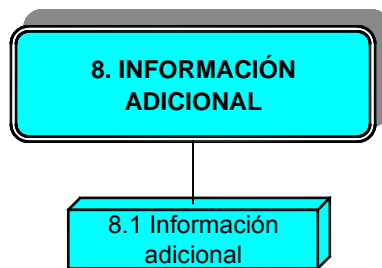 8. INFORMACIÓN
ADICIONAL
8.1 Información
adicional